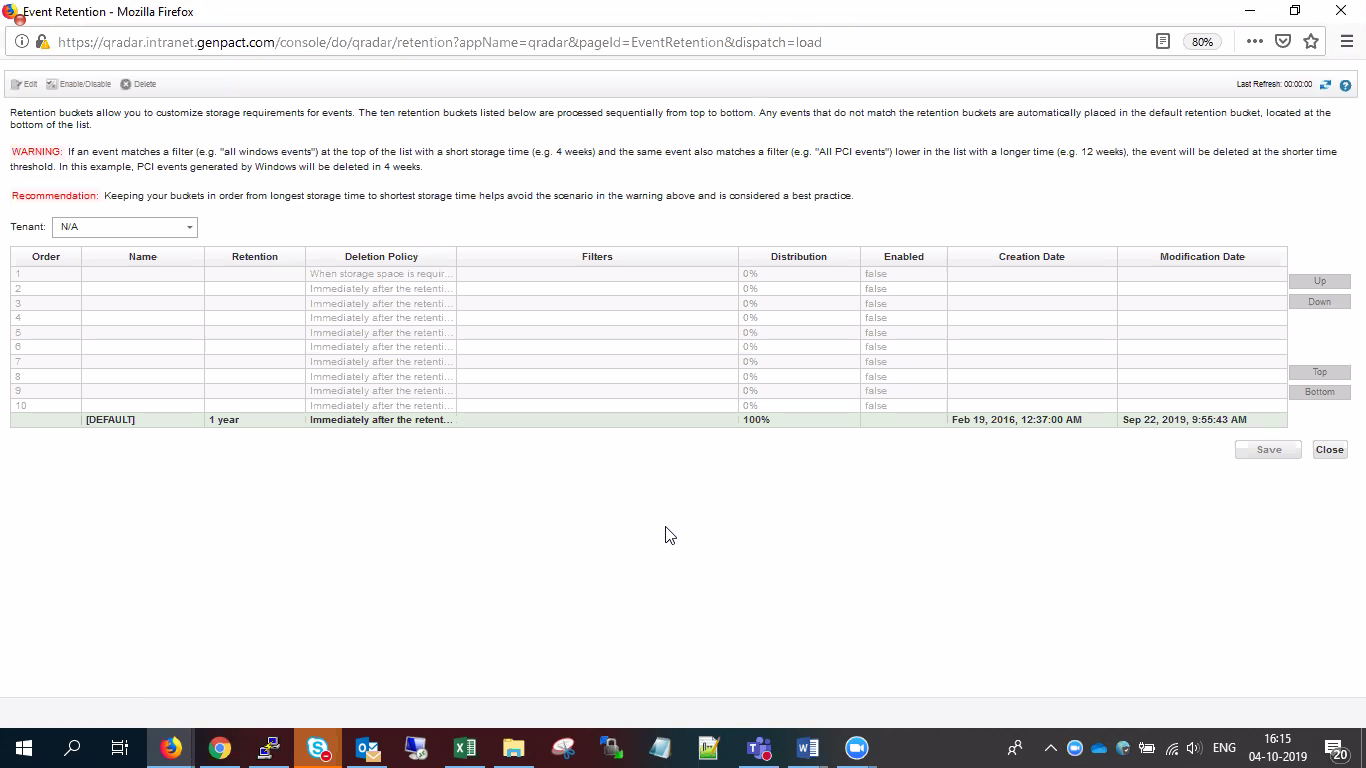 Event Retention - Mozilla Firefox
https://qradar.intranet.genpact.com/console/do/qradar/retention?appName=qradar&pageId=EventRetention&dispatch=load
80%
Edit Enable/Disable Delete
Last Refresh: 00:00:00
Retention buckets allow you to customize storage requirements for events. The ten retention buckets listed below are processed sequentially from top to bottom. Any events that do not match the retention buckets are automatically placed in the default retention bucket, located at the
bottom of the list.
WARNING: If an event matches a filter (e.g. "all windows events") at the top of the list with a short storage time (e.g. 4 weeks) and the same event also matches a filter (e.g. "All PCI events") lower in the list with a longer time (e.g. 12 weeks), the event will be deleted at the shorter time
threshold. In this example, PCI events generated by Windows will be deleted in 4 weeks.
Recommendation: Keeping your buckets in order from longest storage time to shortest storage time helps avoid the scenario in the warning above and is considered a best practice.
Tenant: N/A
Order Name Retention Deletion Policy Filters Distribution Enabled Creation Date Modification Date
1 When storage space is requir... 0% false
2 Immediately after the retenti... 0% false
3 Immediately after the retenti... 0% false
4 Immediately after the retenti... 0% false
5 Immediately after the retenti... 0% false
6 Immediately after the retenti... 0% false
7 Immediately after the retenti... 0% false
8 Immediately after the retenti... 0% false
9 Immediately after the retenti... 0% false
10 Immediately after the retenti... 0% false
[DEFAULT] 1 year Immediately after the retent... 100% Feb 19, 2016, 12:37:00 AM Sep 22, 2019, 9:55:43 AM
Up
Down
Top
Bottom
Save Close
ENG
16:15
04-10-2019
20